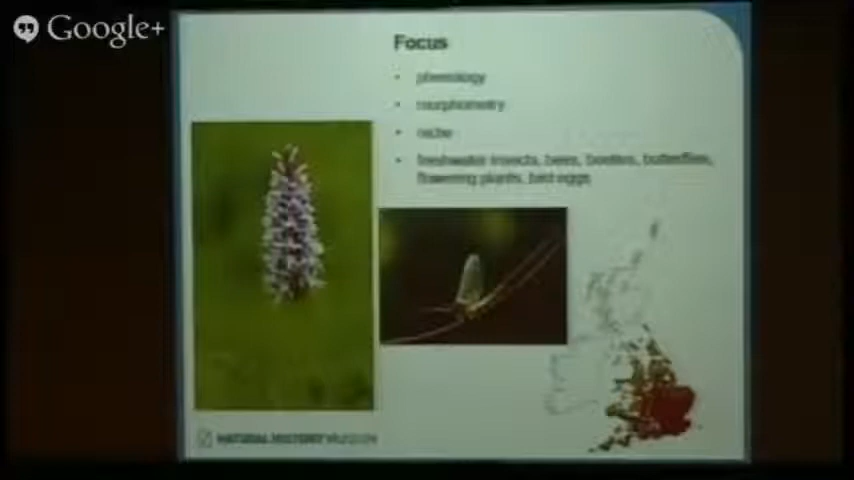 Google+
Focus
• phenology
• morphometry
• niche
• freshwater insects, bees, beetles, butterflies,
flowering plants, bird eggs
NATURAL HISTORY MUSEUM